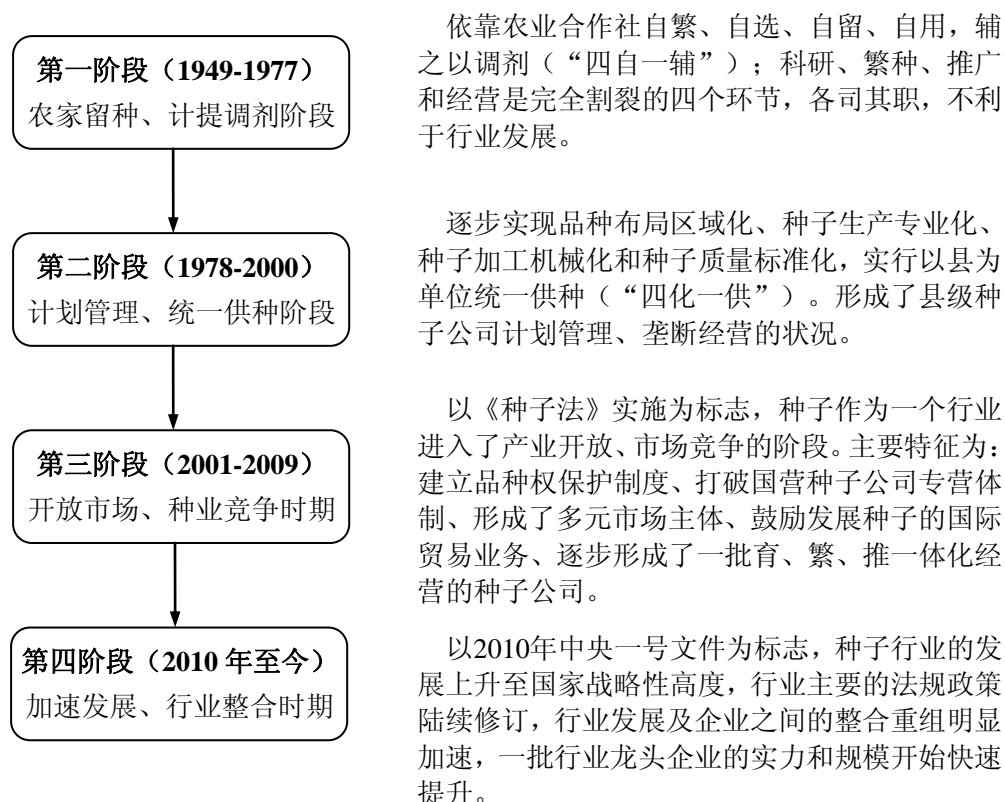 第一阶段（1949-1977）
农家留种、计提调剂阶段
依靠农业合作社自繁、自选、自留、自用，辅
之以调剂（“四自一辅”）；科研、繁种、推广
和经营是完全割裂的四个环节，各司其职，不利
于行业发展。
第二阶段（1978-2000）
计划管理、统一供种阶段
逐步实现品种布局区域化、种子生产专业化、
种子加工机械化和种子质量标准化，实行以县为
单位统一供种（“四化一供”）。形成了县级种
子公司计划管理、垄断经营的状况。
第三阶段（2001-2009）
开放市场、种业竞争时期
以《种子法》实施为标志，种子作为一个行业
进入了产业开放、市场竞争的阶段。主要特征为：
建立品种权保护制度、打破国营种子公司专营体
制、形成了多元市场主体、鼓励发展种子的国际
贸易业务、逐步形成了一批育、繁、推一体化经
营的种子公司。
第四阶段（2010 年至今）
加速发展、行业整合时期
以2010年中央一号文件为标志，种子行业的发
展上升至国家战略性高度，行业主要的法规政策
陆续修订，行业发展及企业之间的整合重组明显
加速，一批行业龙头企业的实力和规模开始快速
提升。